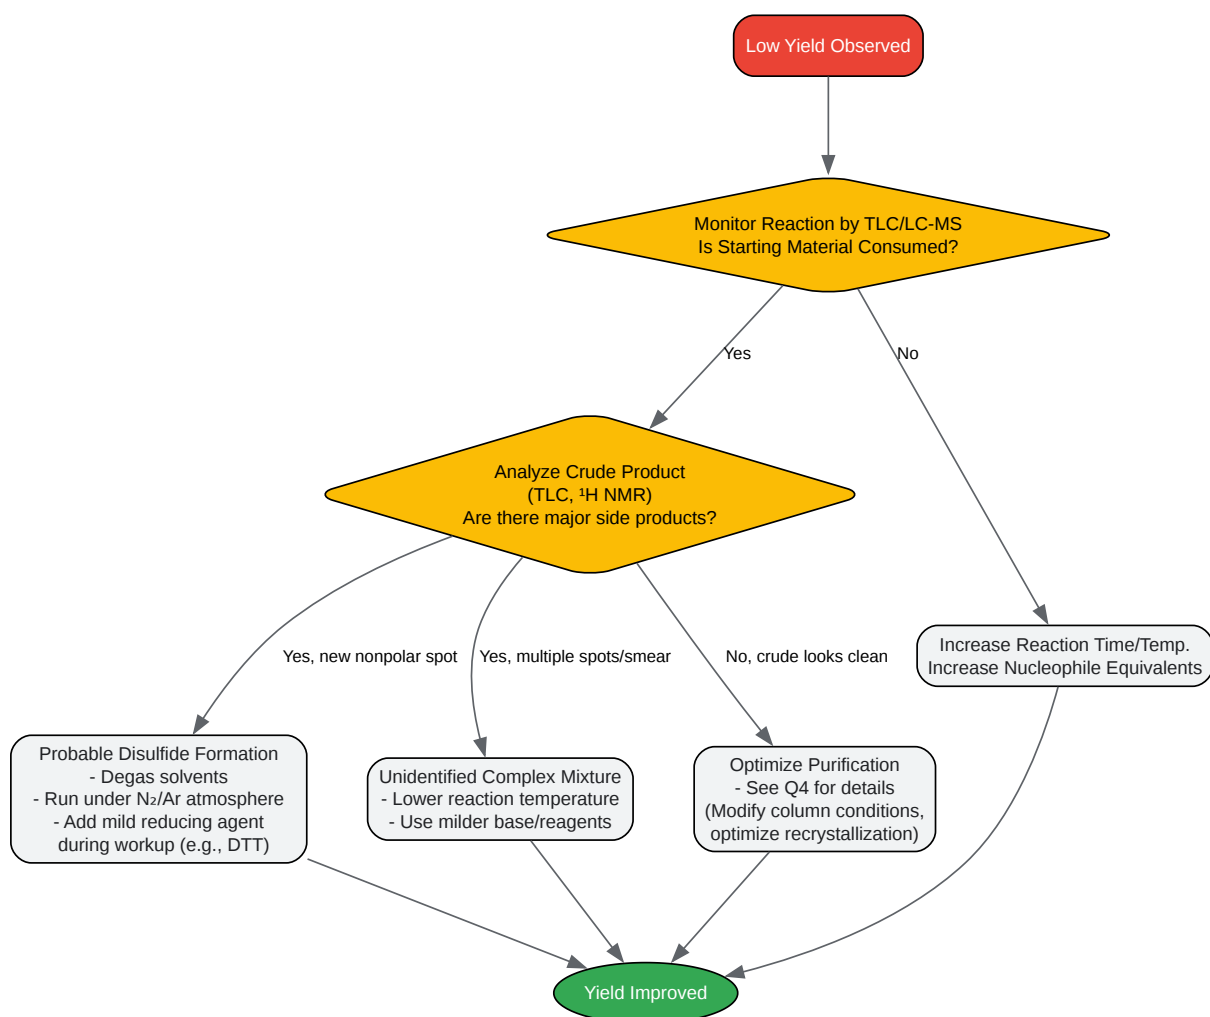 Low Yield Observed
Monitor Reaction by TLC/LC-MS
Is Starting Material Consumed?
Yes
No
Analyze Crude Product
(TLC, ¹H NMR)
Are there major side products?
Yes, new nonpolar spot
Yes, multiple spots/smear
No, crude looks clean
Increase Reaction Time/Temp.
Increase Nucleophile Equivalents
Probable Disulfide Formation
- Degas solvents
- Run under N₂/Ar atmosphere
- Add mild reducing agent
during workup (e.g., DTT)
Unidentified Complex Mixture
- Lower reaction temperature
- Use milder base/reagents
Optimize Purification
- See Q4 for details
(Modify column conditions,
optimize recrystallization)
Yield Improved